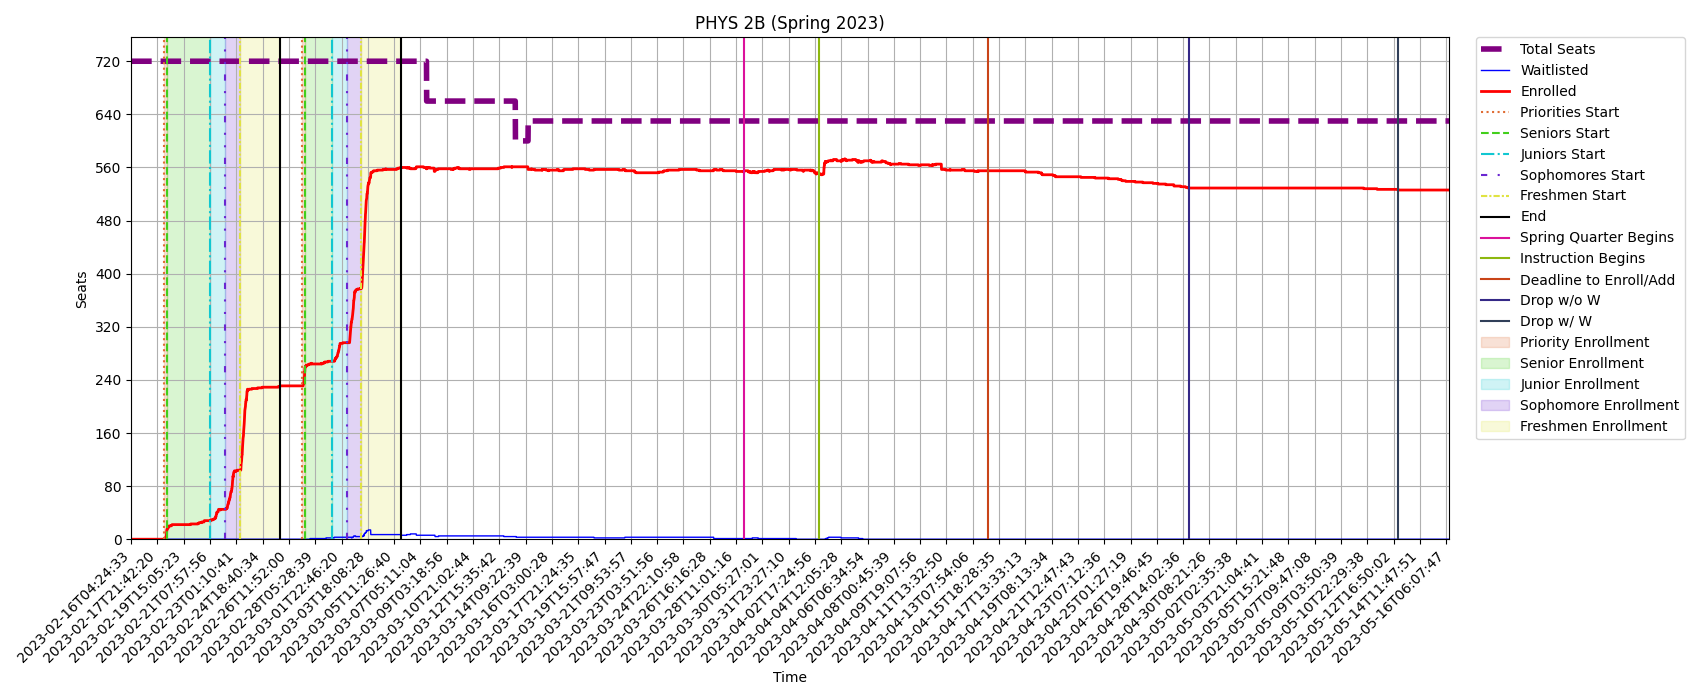 PHYS 2B (Spring 2023)
Seats
720
640
560
480
400
320
240
160
80
0
2023-02-16T04:24:33
2023-02-17T21:42:20
2023-02-19T15:05:23
2023-02-21T07:57:56
2023-02-23T01:10:41
2023-02-24T18:40:34
2023-02-26T11:52:00
2023-02-28T05:28:39
2023-03-01T22:46:20
2023-03-03T18:08:28
2023-03-05T11:26:40
2023-03-07T05:11:04
2023-03-09T03:18:56
2023-03-10T21:02:44
2023-03-12T15:35:42
2023-03-14T09:22:39
2023-03-16T03:00:28
2023-03-17T21:24:35
2023-03-19T15:57:47
2023-03-21T09:53:57
2023-03-23T03:51:56
2023-03-24T22:10:58
2023-03-26T16:16:28
2023-03-28T11:01:16
2023-03-30T05:27:01
2023-03-31T23:27:10
2023-04-02T17:24:56
2023-04-04T12:05:28
2023-04-06T06:34:54
2023-04-08T00:45:39
2023-04-09T19:07:56
2023-04-11T13:32:50
2023-04-13T07:54:06
2023-04-15T18:28:35
2023-04-17T13:33:13
2023-04-19T08:13:34
2023-04-21T12:47:43
2023-04-23T07:12:36
2023-04-25T01:27:19
2023-04-26T19:46:45
2023-04-28T14:02:36
2023-04-30T08:21:26
2023-05-02T02:35:38
2023-05-03T21:04:41
2023-05-05T15:21:48
2023-05-07T09:47:08
2023-05-09T03:50:39
2023-05-10T22:29:38
2023-05-12T16:50:02
2023-05-14T11:47:51
2023-05-16T06:07:47
Time
Total Seats
Waitlisted
Enrolled
Priorities Start
Seniors Start
Juniors Start
Sophomores Start
Freshmen Start
End
Spring Quarter Begins
Instruction Begins
Deadline to Enroll/Add
Drop w/o W
Drop w/ W
Priority Enrollment
Senior Enrollment
Junior Enrollment
Sophomore Enrollment
Freshmen Enrollment